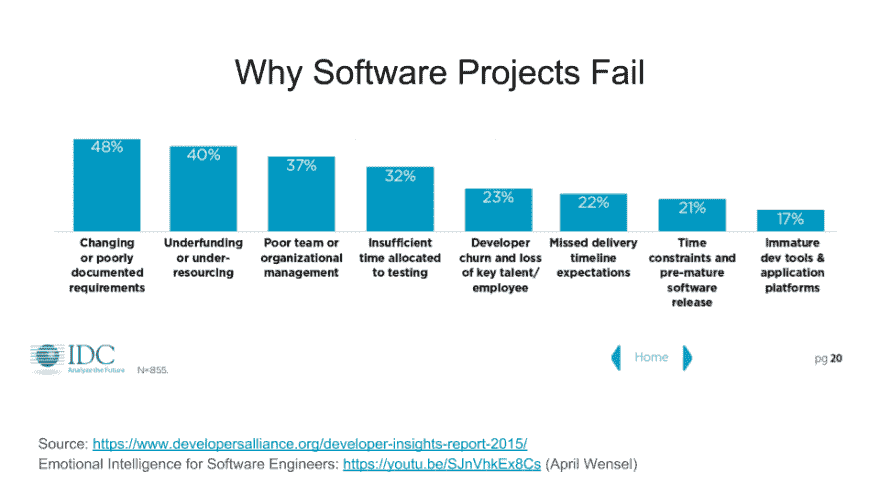 Why Software Projects Fail
48%
40%
37%
32%
23%
22%
21%
17%
Changing
or poorly
documented
requirements
Underfunding
or under-
resourcing
Poor team or
organizational
management
Insufficient
time allocated
to testing
Developer
churn and loss
of key talent/
employee
Missed delivery
timeline
expectations
Time
constraints and
pre-mature
software
release
Immature
dev tools &
application
platforms
IDC
Analyze the Future
N=855.
Home
pg 20
Source: https://www.developersalliance.org/developer-insights-report-2015/
Emotional Intelligence for Software Engineers: https://youtu.be/SJnVhkEx8Cs (April Wensel)